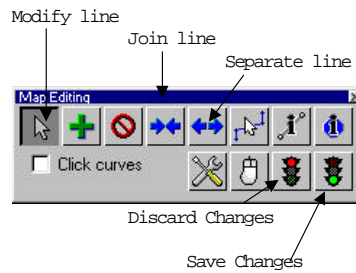 Modify line
Join line
Separate line
Map Editing
Click curves
Discard Changes
Save Changes